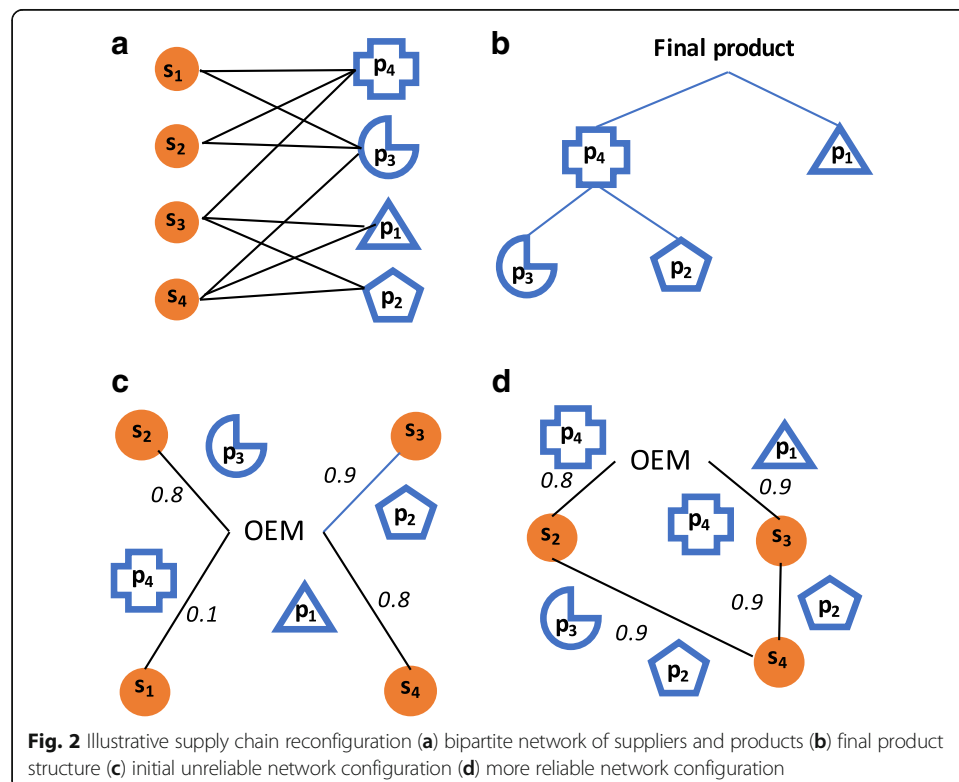 a
s1
s2
s3
s4
p4
p3
p1
p2
b
Final product
p4
p1
p3
p2
c
s2
p3
s3
0.8
0.9
p2
OEM
p4
0.1
p1
0.8
s1
s4
d
p4
p1
OEM
0.8
0.9
s2
p4
s3
p3
0.9
0.9
p2
p2
s4
Fig. 2 Illustrative supply chain reconfiguration (a) bipartite network of suppliers and products (b) final product
structure (c) initial unreliable network configuration (d) more reliable network configuration